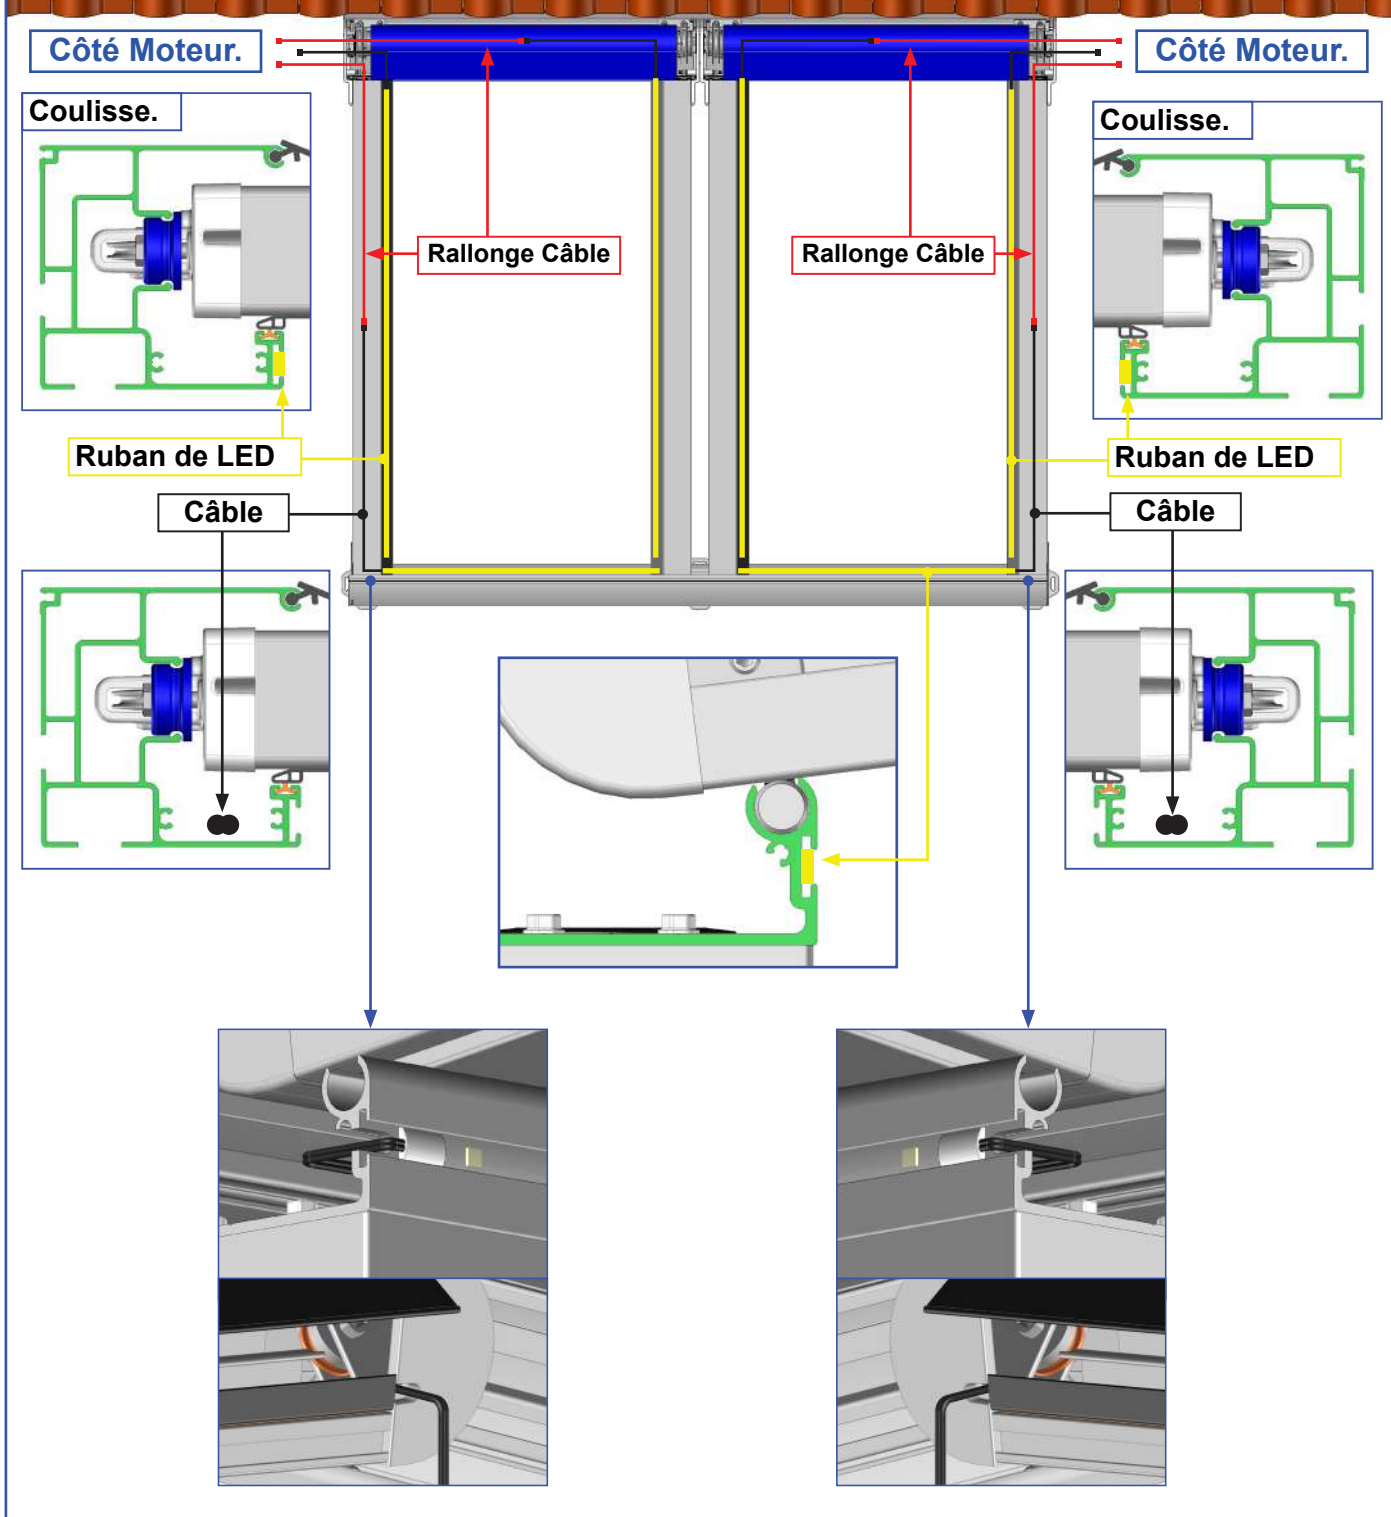 Côté Moteur.
Côté Moteur.
Coulisse.
Coulisse.
Rallonge Câble
Rallonge Câble
Ruban de LED
Ruban de LED
Câble
Câble